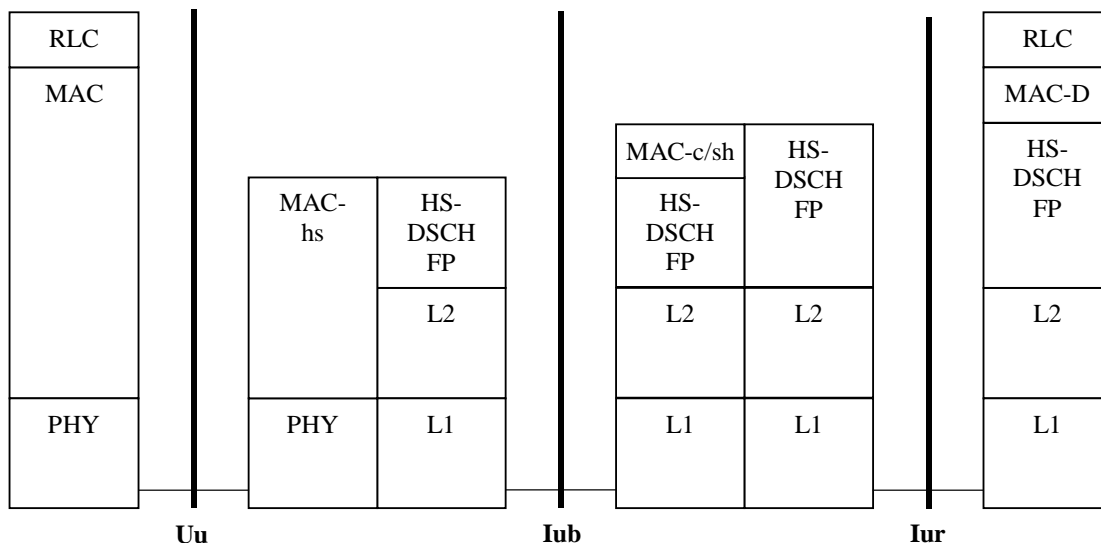 RLC
MAC
PHY
MAC-
hs
PHY
HS-
DSCH
FP
L2
L1
MAC-c/sh
HS-
DSCH
FP
L2
L1
HS-
DSCH
FP
L2
L1
RLC
MAC-D
HS-
DSCH
FP
L2
L1
Uu
Iub
Iur